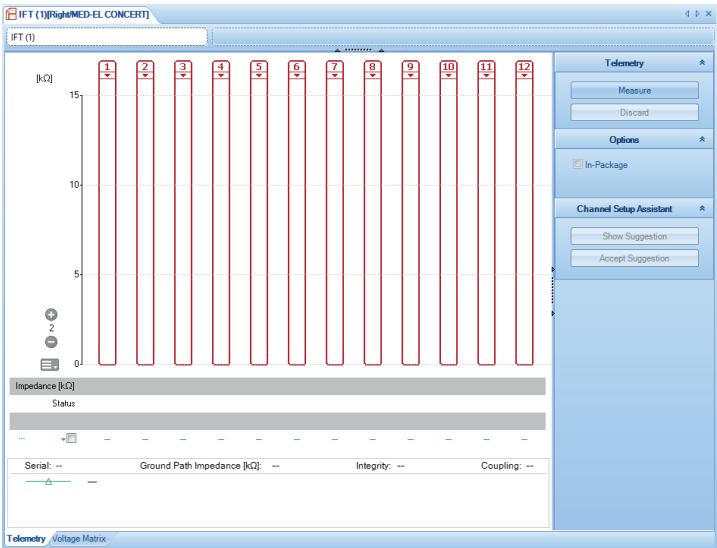 IFT (1)[Right/MED-EL CONCERT]
IFT (1)
[kΩ]
1 2 3 4 5 6 7 8 9 10 11 12
15
10
5
2
0
Impedance [kΩ]
Status
... – – – – – – – – – – – –
Serial: -- Ground Path Impedance [kΩ]: -- Integrity: -- Coupling: --
—
Telemetry Voltage Matrix
Telemetry
Measure
Discard
Options
In-Package
Channel Setup Assistant
Show Suggestion
Accept Suggestion